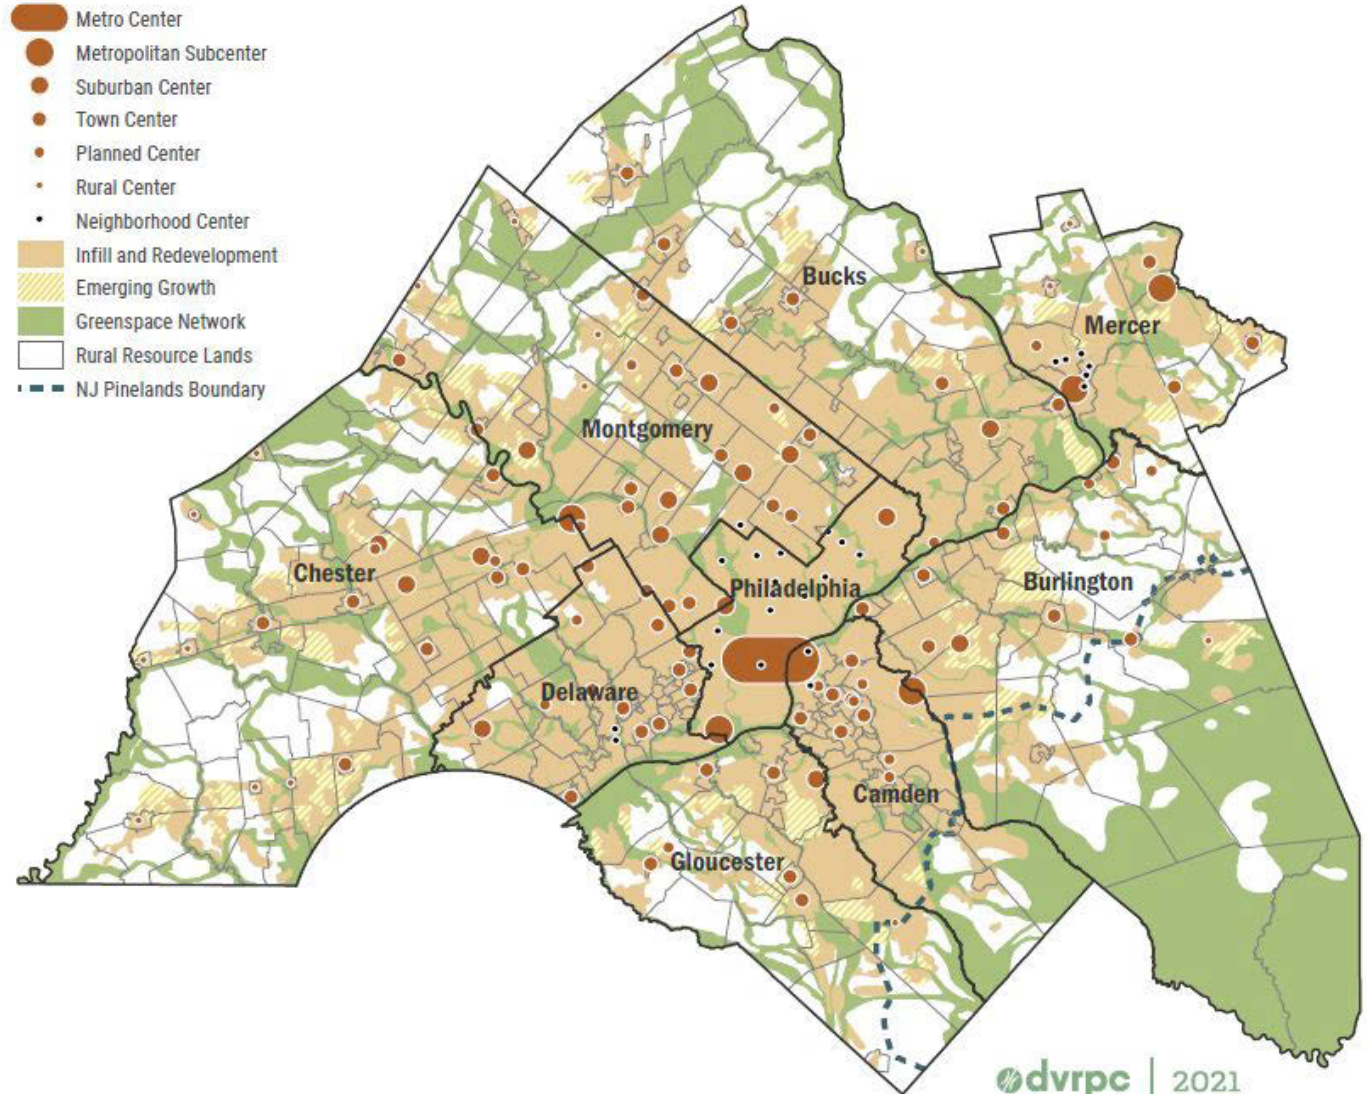 Metro Center
Metropolitan Subcenter
Suburban Center
Town Center
Planned Center
Rural Center
Neighborhood Center
Infill and Redevelopment
Emerging Growth
Greenspace Network
Rural Resource Lands
NJ Pinelands Boundary
Bucks
Mercer
Montgomery
Chester
Philadelphia
Burlington
Delaware
Camden
Gloucester
dvrpc | 2021